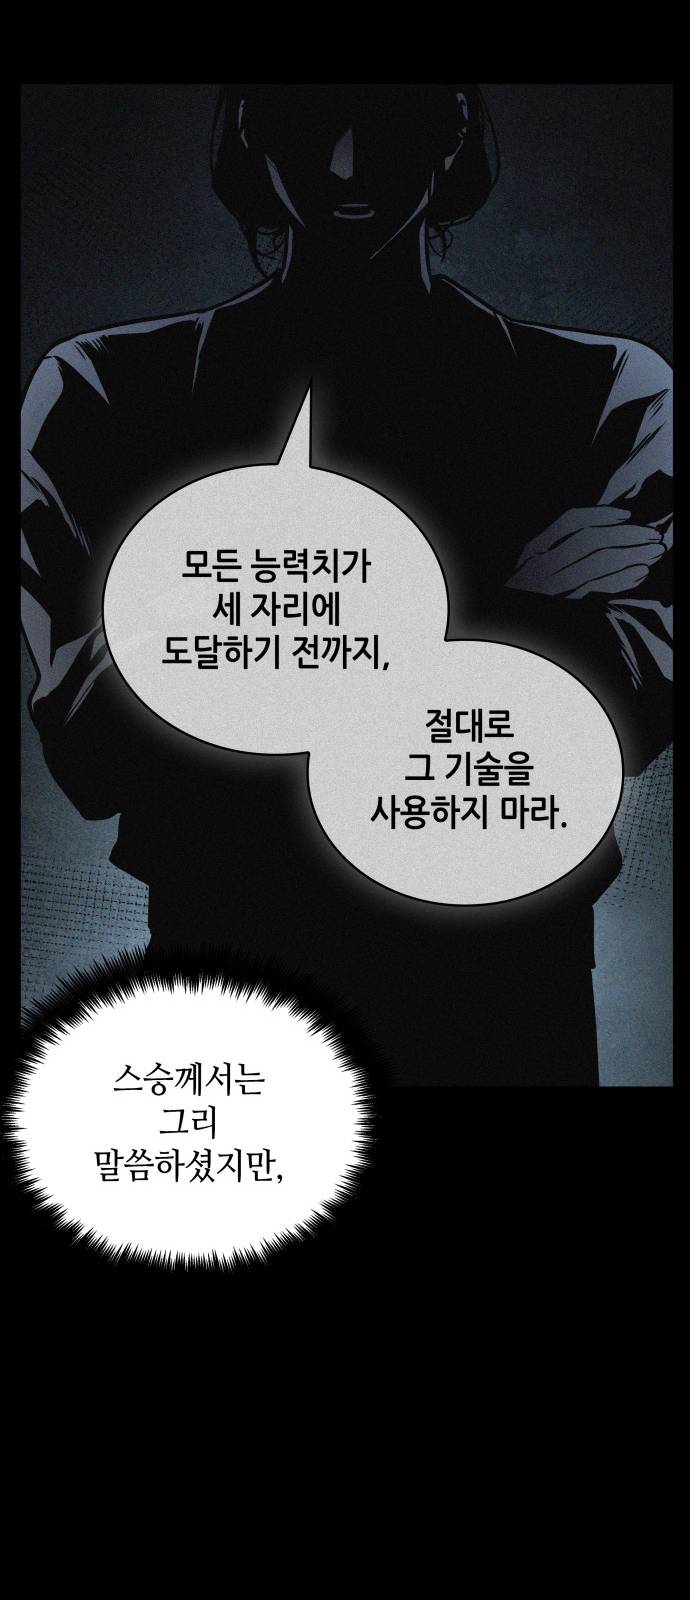 모든 능력치가
세 자리에
도달하기 전까지,
절대로
그 기술을
사용하지 마라.
스승께서는
그리
말씀하셨지만,